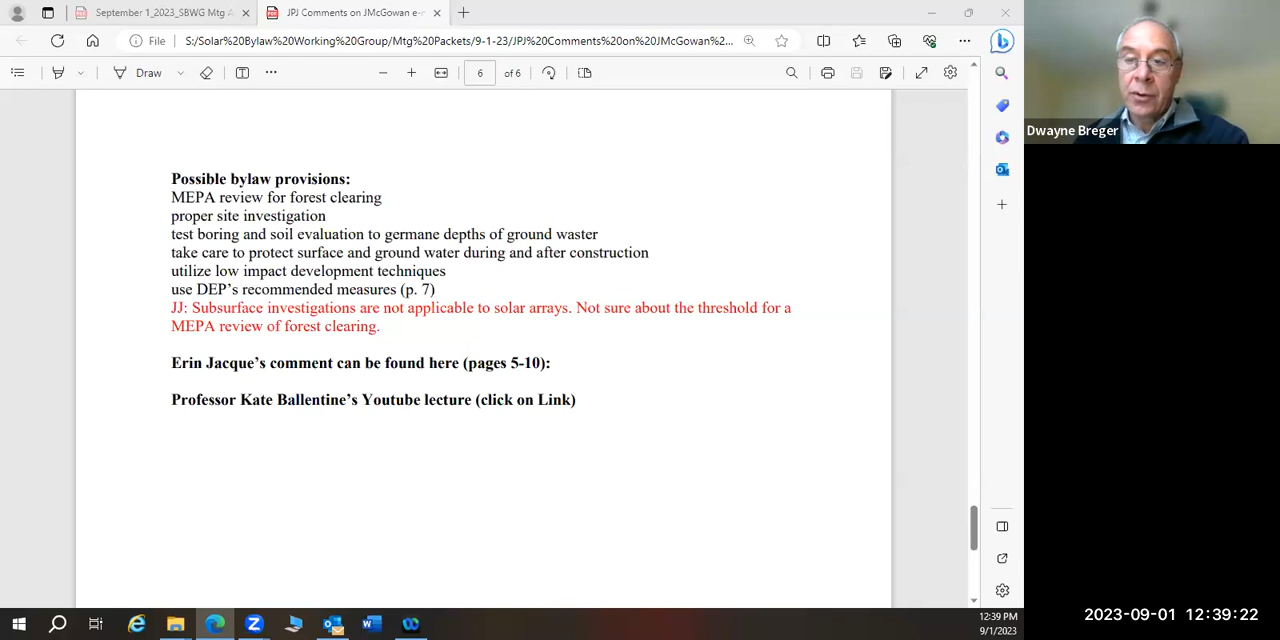 September 1_2023_SBWG Mtg A
JPJ Comments on JMcGowan e-m
File
S:/Solar%20Bylaw%20Working%20Group/Mtg%20Packets/9-1-23/JPJ%20Comments%20on%20JMcGowan%2...
Draw
6 of 6
Dwayne Breger
Possible bylaw provisions:
MEPA review for forest clearing
proper site investigation
test boring and soil evaluation to germane depths of ground waster
take care to protect surface and ground water during and after construction
utilize low impact development techniques
use DEP's recommended measures (p. 7)
JJ: Subsurface investigations are not applicable to solar arrays. Not sure about the threshold for a
MEPA review of forest clearing.
Erin Jacque's comment can be found here (pages 5-10):
Professor Kate Ballentine's Youtube lecture (click on Link)
12:39 PM
9/1/2023
2023-09-01 12:39:22